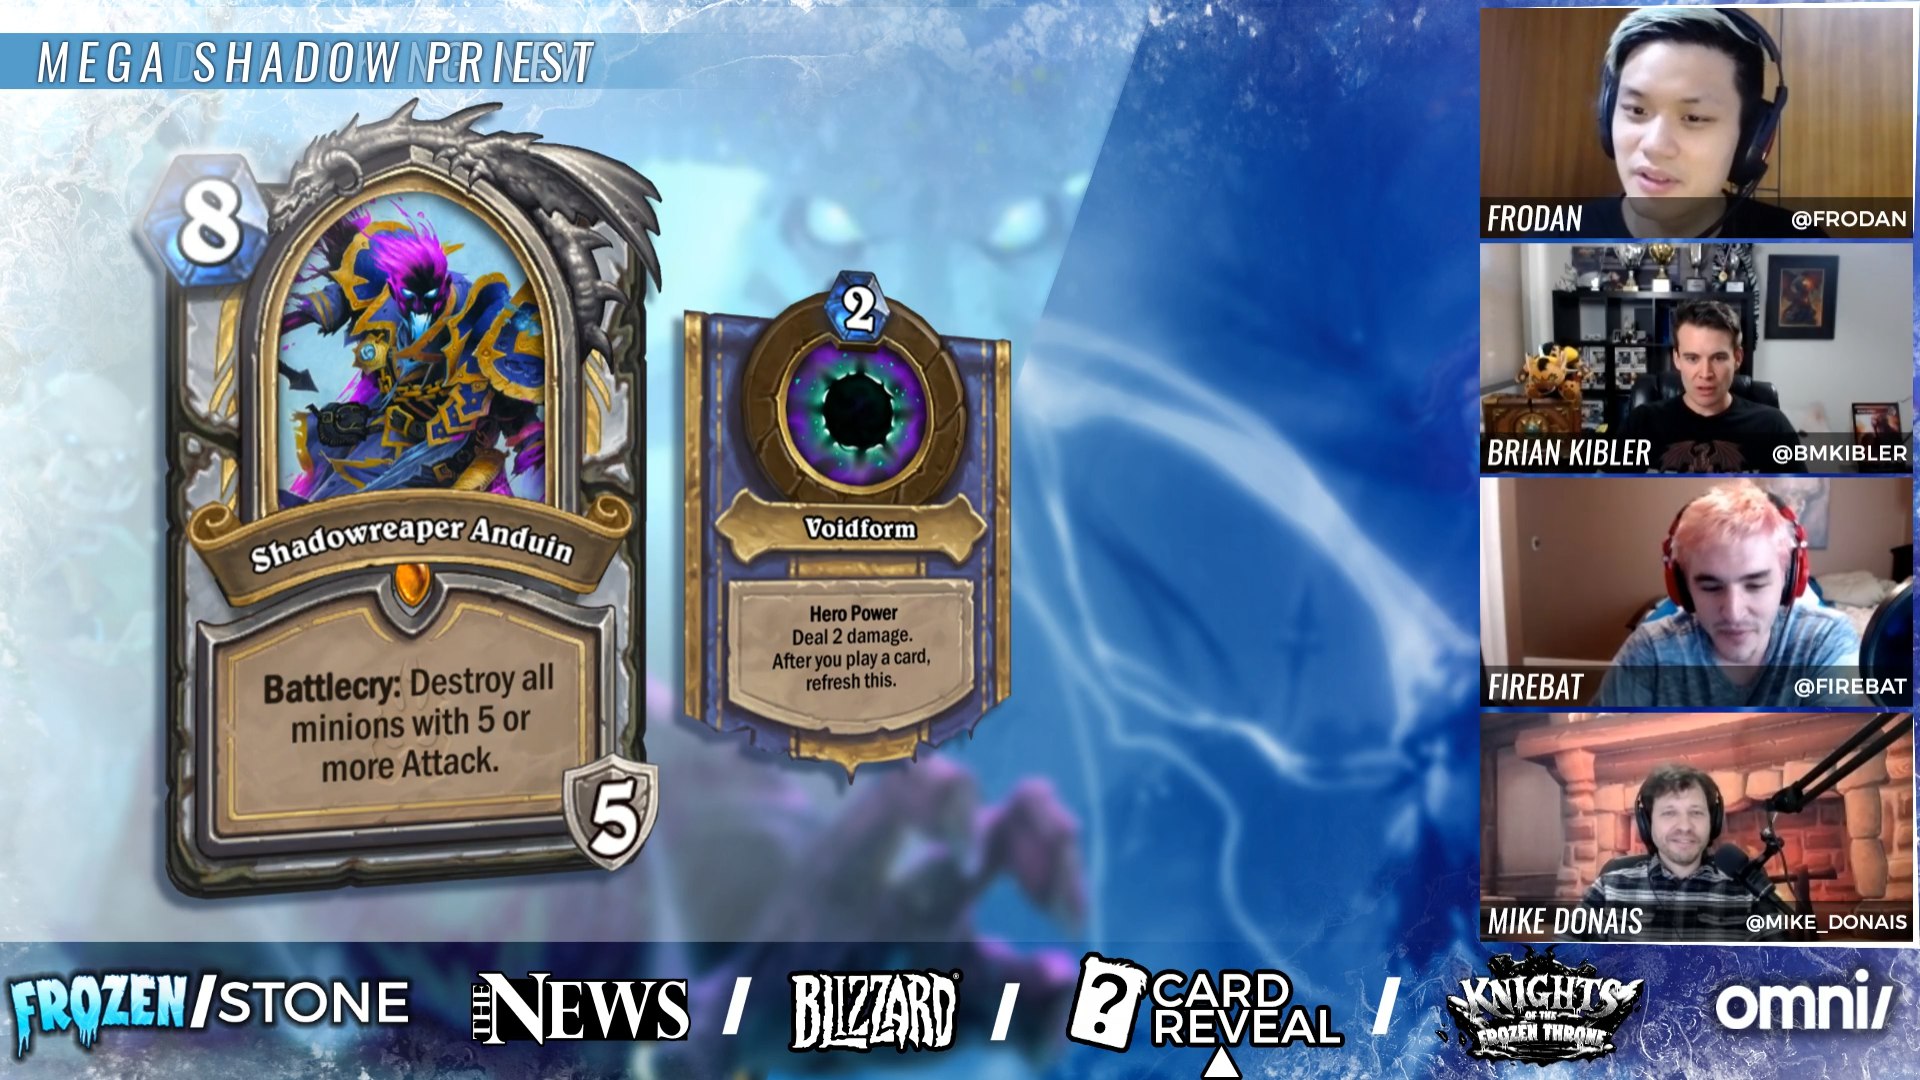 MEGA SHADOW PRIEST
8
Shadowreaper Anduin
Battlecry: Destroy all
minions with 5 or
more Attack.
5
2
Voidform
Hero Power
Deal 2 damage.
After you play a card,
refresh this.
FRODAN @FRODAN
BRIAN KIBLER @BMKIBLER
FIREBAT @FIREBAT
MIKE DONAIS @MIKE_DONAIS
FROZEN/STONE THE NEWS / BLIZZARD® / ? CARD REVEAL / KNIGHTS OF THE FROZEN THRONE omni/